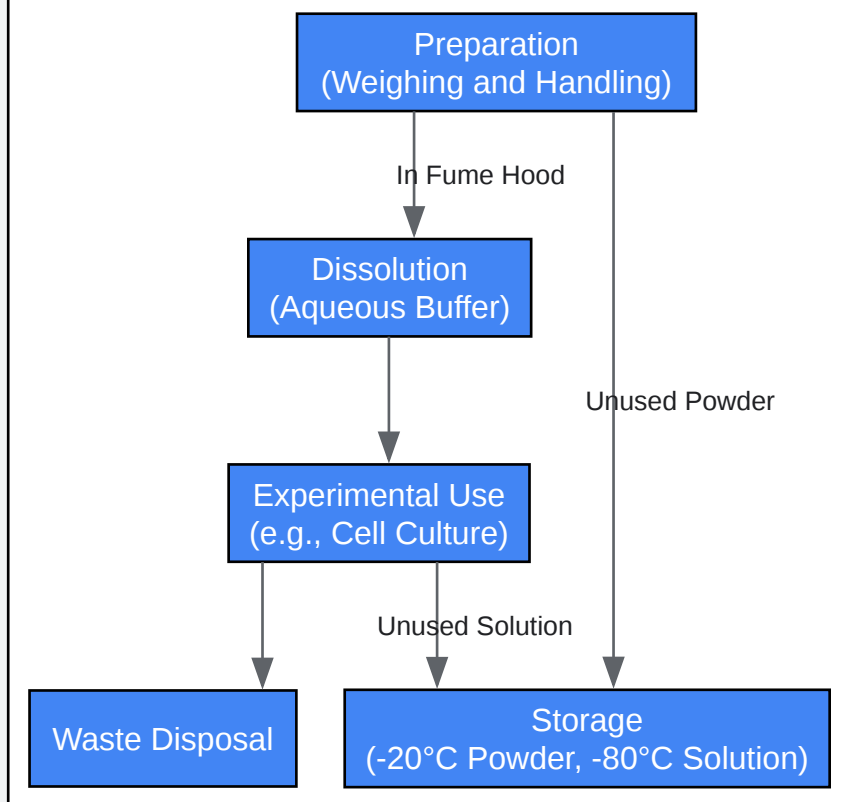 Preparation
(Weighing and Handling)
In Fume Hood
Dissolution
(Aqueous Buffer)
Unused Powder
Experimental Use
(e.g., Cell Culture)
Unused Solution
Waste Disposal
Storage
(-20°C Powder, -80°C Solution)